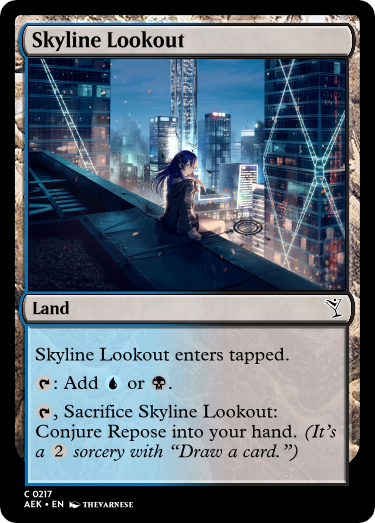 Skyline Lookout
Land
Skyline Lookout enters tapped.
: Add or .
, Sacrifice Skyline Lookout:
Conjure Repose into your hand. (It's
a 2 sorcery with “Draw a card.”)
C 0217
AEK • EN THEVARNESE